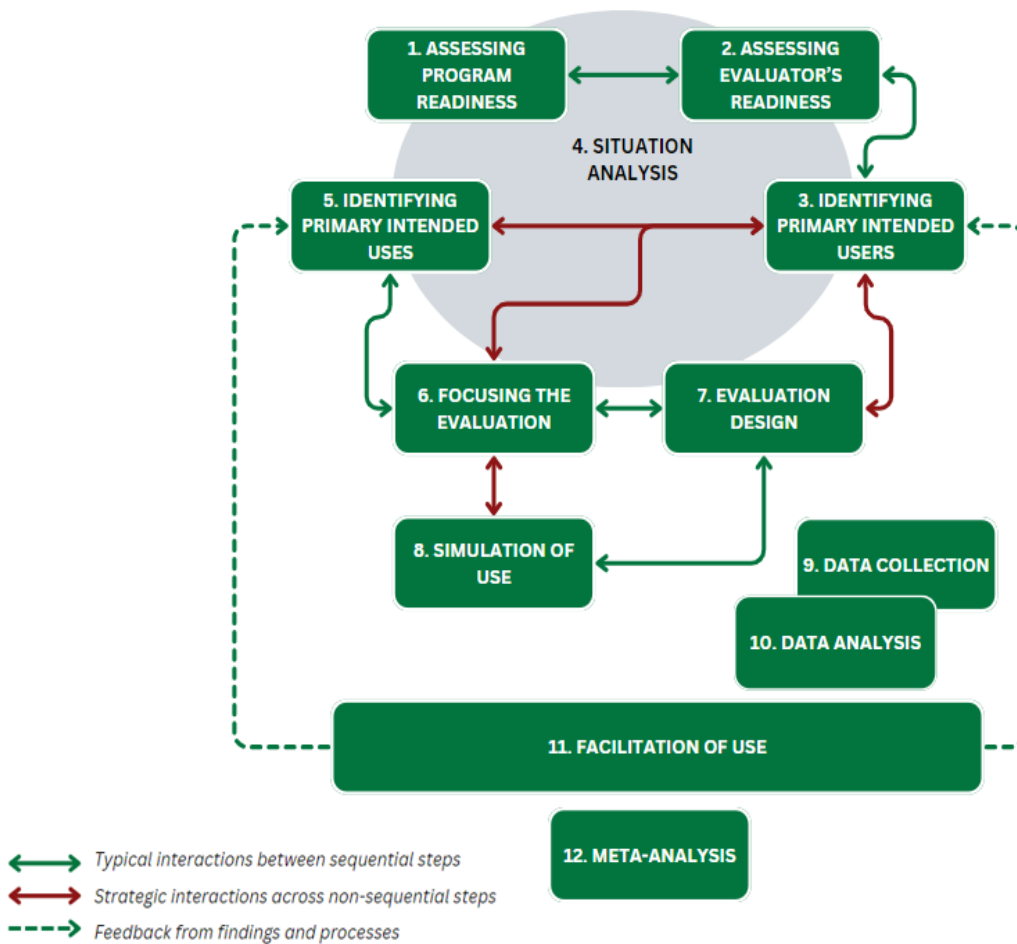 1. ASSESSING
PROGRAM
READINESS
2. ASSESSING
EVALUATOR'S
READINESS
4. SITUATION
ANALYSIS
5. IDENTIFYING
PRIMARY INTENDED
USES
3. IDENTIFYING
PRIMARY INTENDED
USERS
6. FOCUSING THE
EVALUATION
7. EVALUATION
DESIGN
8. SIMULATION OF
USE
9. DATA COLLECTION
10. DATA ANALYSIS
11. FACILITATION OF USE
12. META-ANALYSIS
Typical interactions between sequential steps
Strategic interactions across non-sequential steps
Feedback from findings and processes